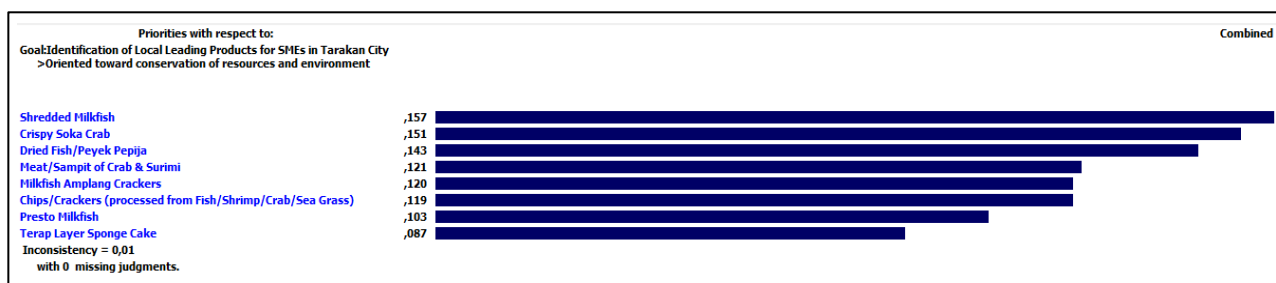 Priorities with respect to:
Combined
Goal:Identification of Local Leading Products for SMEs in Tarakan City
>Oriented toward conservation of resources and environment
Shredded Milkfish ,157
Crispy Soka Crab ,151
Dried Fish/Peyek Pepija ,143
Meat/Sampit of Crab & Surimi ,121
Milkfish Amplang Crackers ,120
Chips/Crackers (processed from Fish/Shrimp/Crab/Sea Grass) ,119
Presto Milkfish ,103
Terap Layer Sponge Cake ,087
Inconsistency = 0,01
with 0 missing judgments.